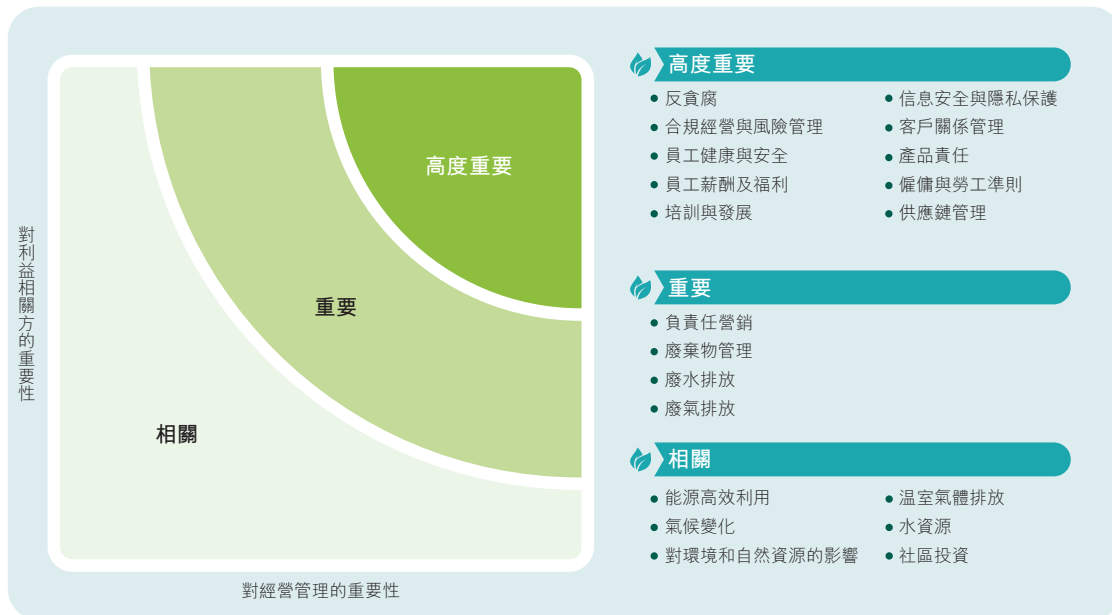 對利益相關方的重要性
高度重要
重要
相關
對經營管理的重要性
高度重要
反貪腐
合規經營與風險管理
員工健康與安全
員工薪酬及福利
培訓與發展
信息安全與隱私保護
客戶關係管理
產品責任
僱傭與勞工準則
供應鏈管理
重要
負責任營銷
廢棄物管理
廢水排放
廢氣排放
相關
能源高效利用
氣候變化
對環境和自然資源的影響
温室氣體排放
水資源
社區投資